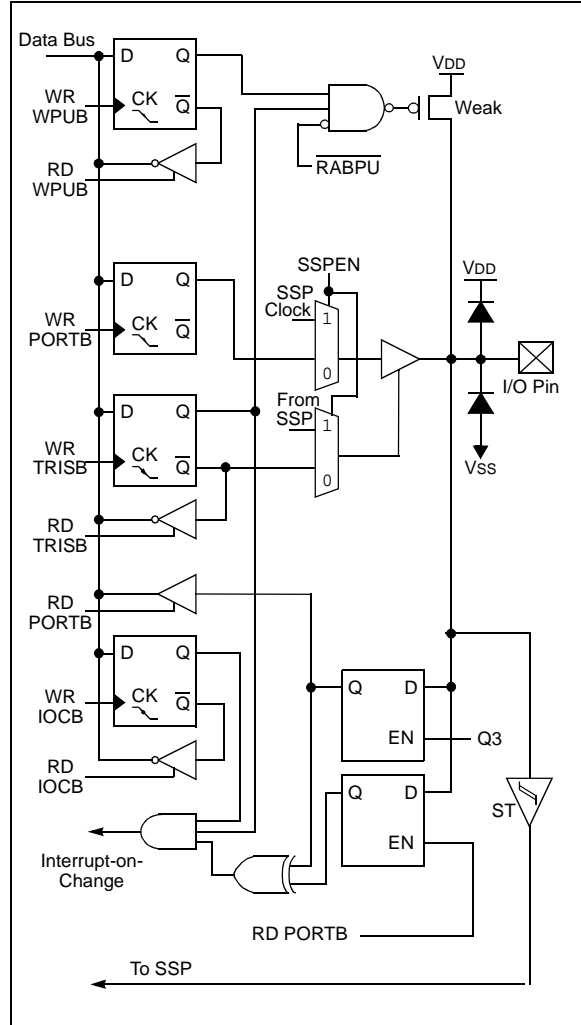 Data Bus
D Q
VDD
WR
WPUB
CK
Q
Weak
RD
WPUB
RABPU
SSPEN
D Q
SSP
Clock
VDD
1
WR
PORTB
CK
Q
0
I/O Pin
D Q
From
SSP
1
WR
TRISB
CK
Q
0
VSS
RD
TRISB
RD
PORTB
D Q
Q D
WR
IOCB
CK
Q
EN
Q3
RD
IOCB
Q D
ST
EN
Interrupt-on-
Change
RD PORTB
To SSP